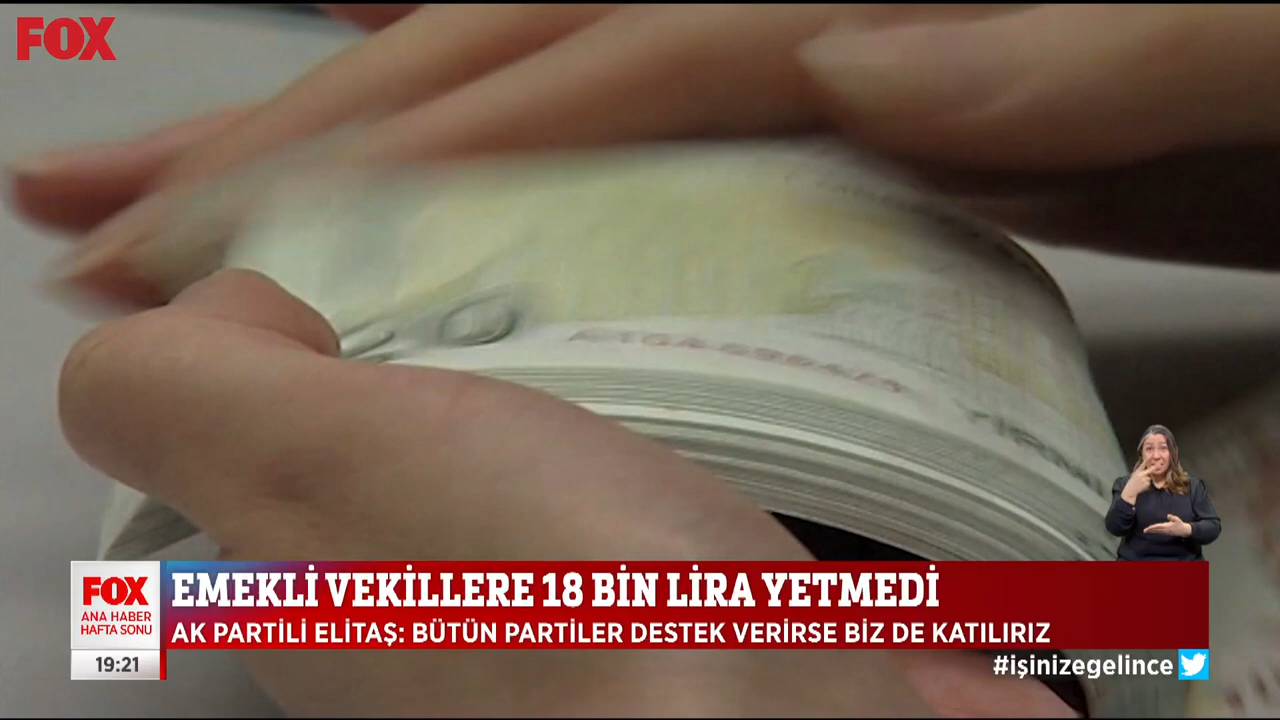 FOX
FOX
ANA HABER
HAFTA SONU
19:21
EMEKLİ VEKİLLERE 18 BİN LİRA YETMEDİ
AK PARTİLİ ELİTAŞ: BÜTÜN PARTİLER DESTEK VERİRSE BİZ DE KATILIRIZ
#işinizegelince